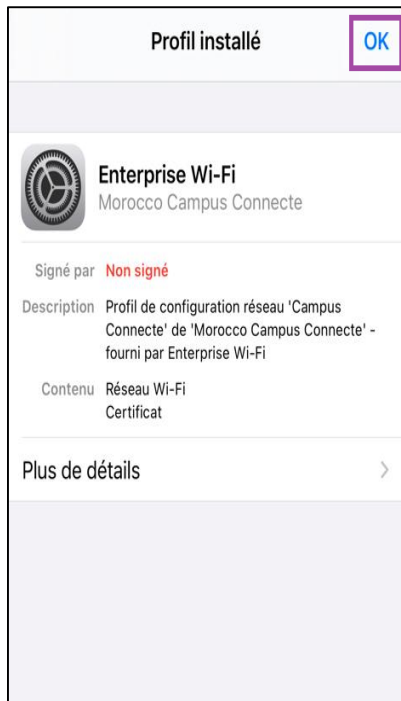 Profil installé
OK
Enterprise Wi-Fi
Morocco Campus Connecte
Signé par Non signé
Description Profil de configuration réseau 'Campus
Connecte' de 'Morocco Campus Connecte' -
fourni par Enterprise Wi-Fi
Contenu Réseau Wi-Fi
Certificat
Plus de détails